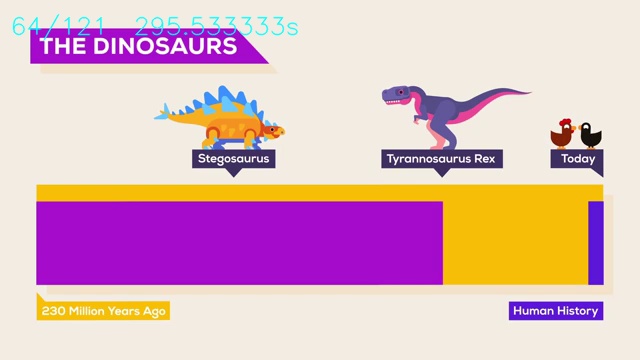 64/121 295.533333s
THE DINOSAURS
Stegosaurus
Tyrannosaurus Rex
Today
230 Million Years Ago
Human History